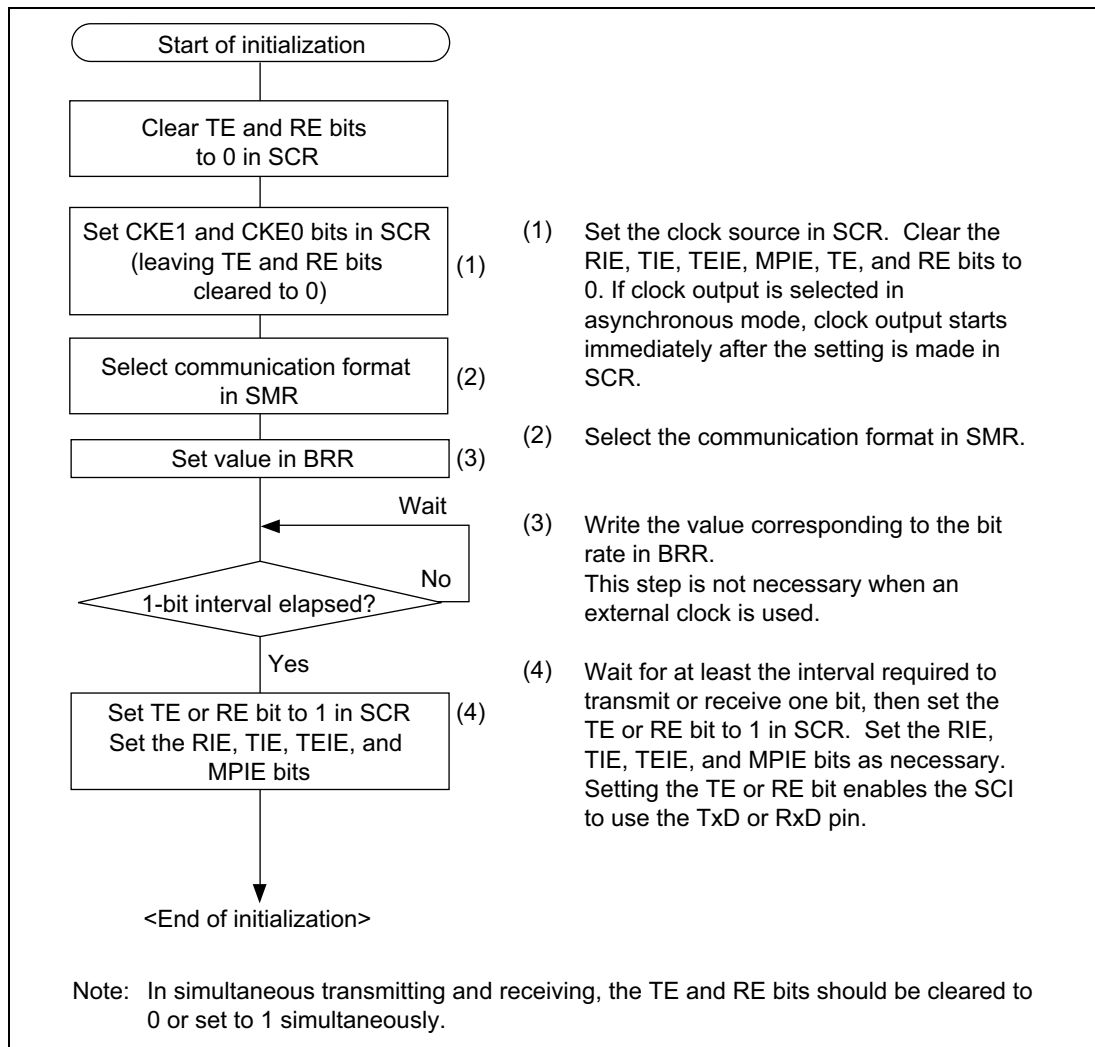 Start of initialization
Clear TE and RE bits
to 0 in SCR
Set CKE1 and CKE0 bits in SCR
(leaving TE and RE bits
cleared to 0)
(1)
Select communication format
in SMR
(2)
Set value in BRR
(3)
Wait
No
1-bit interval elapsed?
Yes
Set TE or RE bit to 1 in SCR
Set the RIE, TIE, TEIE, and
MPIE bits
(4)
<End of initialization>
(1) Set the clock source in SCR. Clear the
RIE, TIE, TEIE, MPIE, TE, and RE bits to
0. If clock output is selected in
asynchronous mode, clock output starts
immediately after the setting is made in
SCR.
(2) Select the communication format in SMR.
(3) Write the value corresponding to the bit
rate in BRR.
This step is not necessary when an
external clock is used.
(4) Wait for at least the interval required to
transmit or receive one bit, then set the
TE or RE bit to 1 in SCR. Set the RIE,
TIE, TEIE, and MPIE bits as necessary.
Setting the TE or RE bit enables the SCI
to use the TxD or RxD pin.
Note: In simultaneous transmitting and receiving, the TE and RE bits should be cleared to
0 or set to 1 simultaneously.